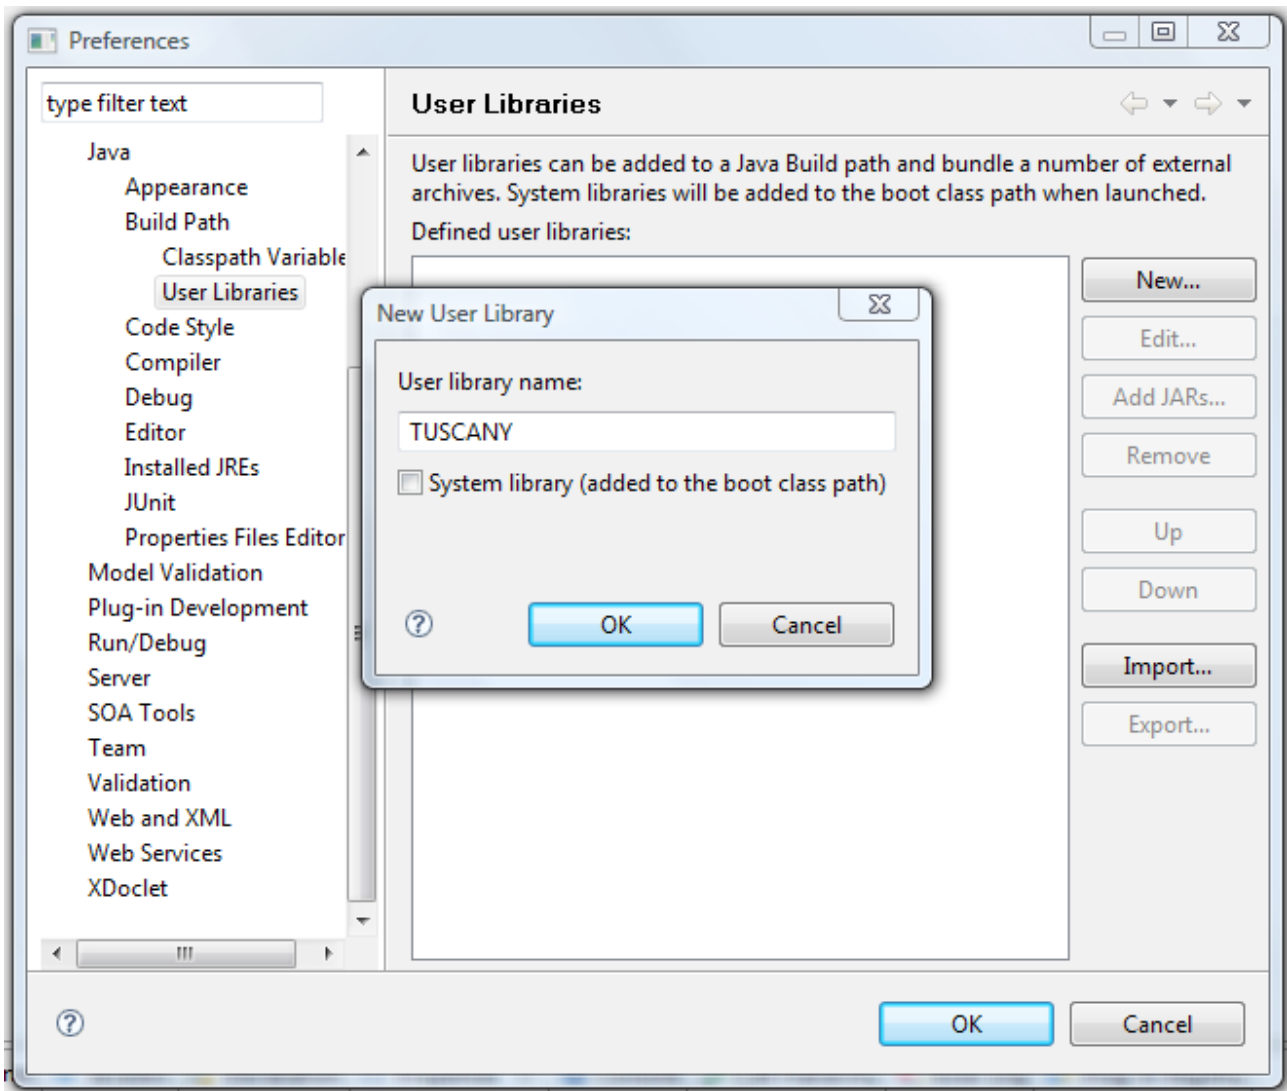 Preferences
type filter text
Java
Appearance
Build Path
Classpath Variable
User Libraries
Code Style
Compiler
Debug
Editor
Installed JREs
JUnit
Properties Files Editor
Model Validation
Plug-in Development
Run/Debug
Server
SOA Tools
Team
Validation
Web and XML
Web Services
XDoclet
User Libraries
User libraries can be added to a Java Build path and bundle a number of external
archives. System libraries will be added to the boot class path when launched.
Defined user libraries:
New...
Edit...
Add JARs...
Remove
Up
Down
Import...
Export...
New User Library
User library name:
TUSCANY
System library (added to the boot class path)
OK
Cancel
OK
Cancel